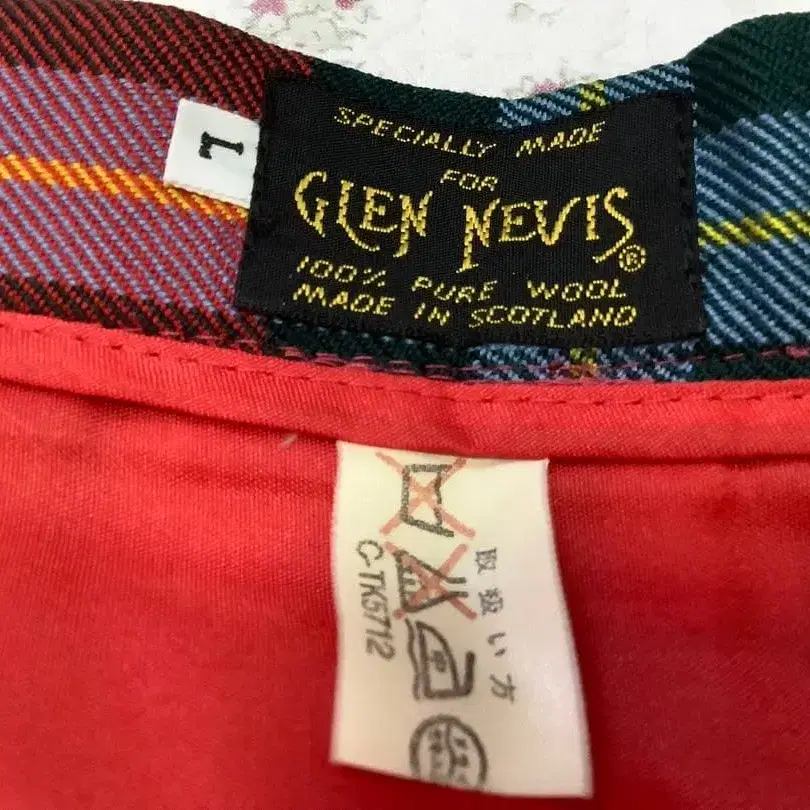 L
SPECIALLY MADE
FOR
GLEN NEVIS®
100% PURE WOOL
MADE IN SCOTLAND
取扱い方
C-TK5712